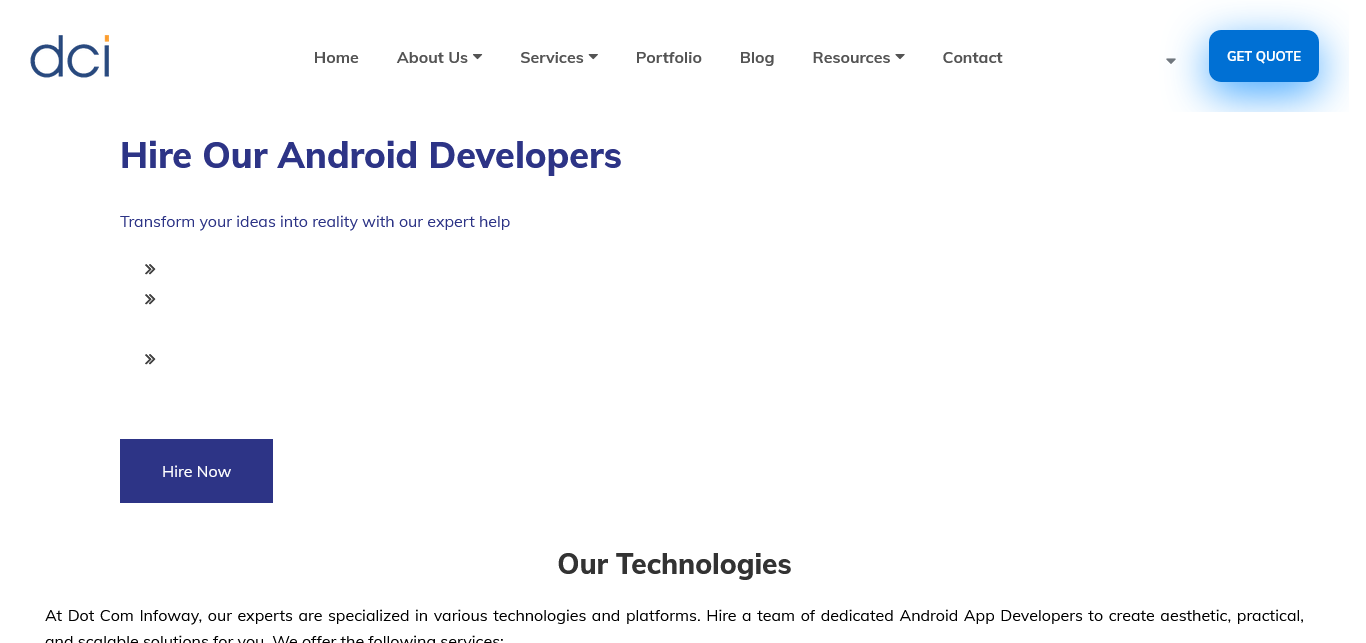 dci
Home
About Us
Services
Portfolio
Blog
Resources
Contact
GET QUOTE
Hire Our Android Developers
Transform your ideas into reality with our expert help
Hire Now
Our Technologies
At Dot Com Infoway, our experts are specialized in various technologies and platforms. Hire a team of dedicated Android App Developers to create aesthetic, practical,
and scalable solutions for you. We offer the following services: